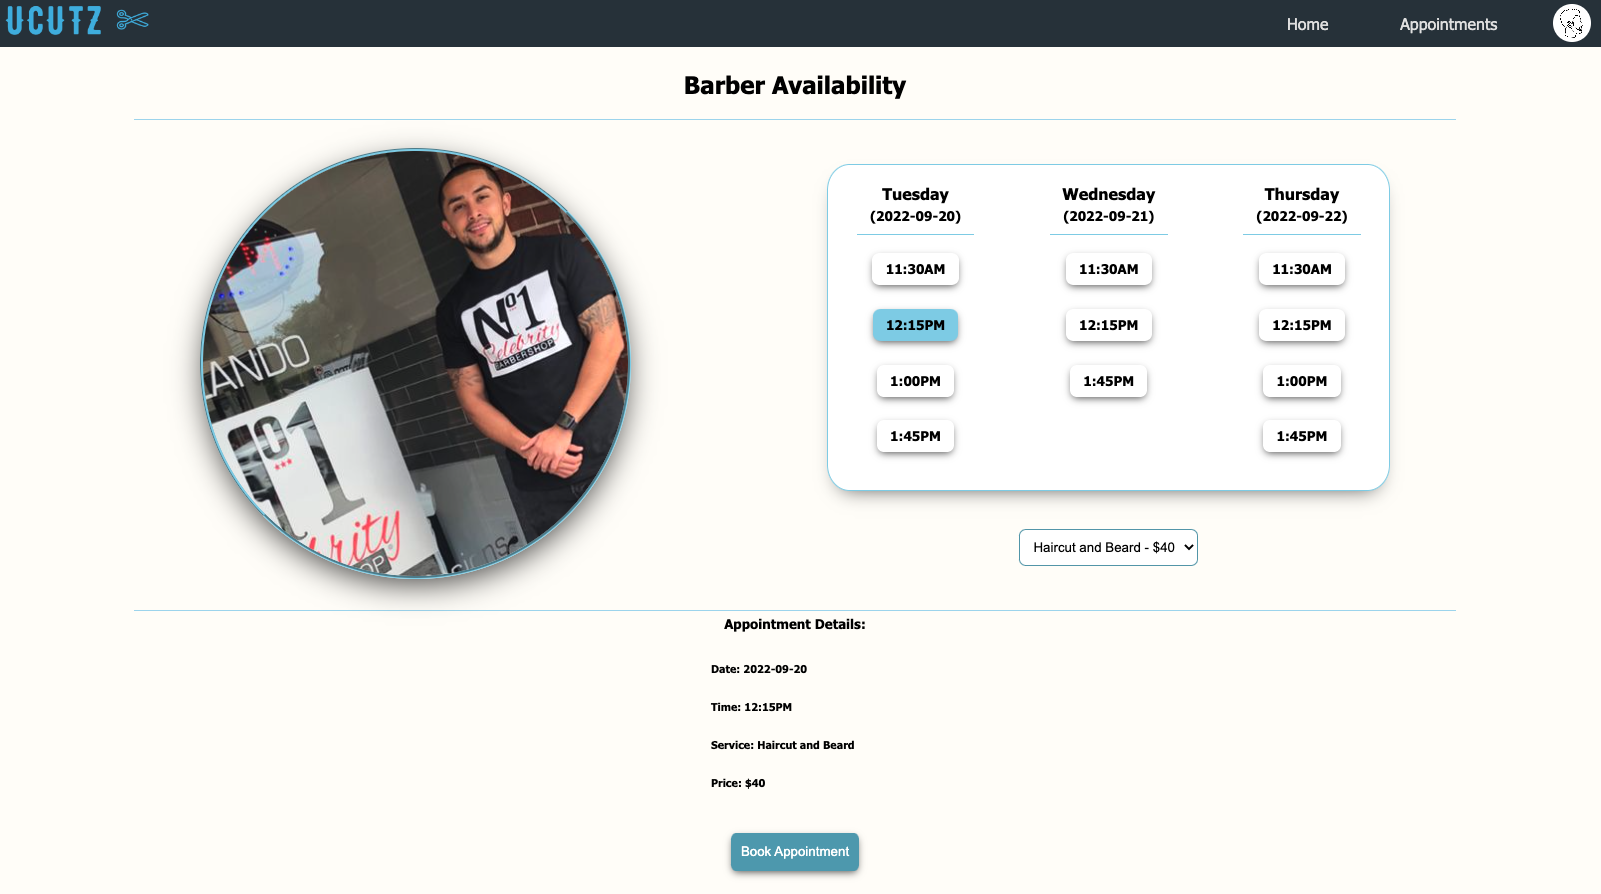 UCUTZ
Home
Appointments
Barber Availability
ANDO
Nº1
Celebrity
BARBERSHOP
Tuesday
(2022-09-20)
11:30AM
12:15PM
1:00PM
1:45PM
Wednesday
(2022-09-21)
11:30AM
12:15PM
1:45PM
Thursday
(2022-09-22)
11:30AM
12:15PM
1:00PM
1:45PM
Haircut and Beard - $40
Appointment Details:
Date: 2022-09-20
Time: 12:15PM
Service: Haircut and Beard
Price: $40
Book Appointment